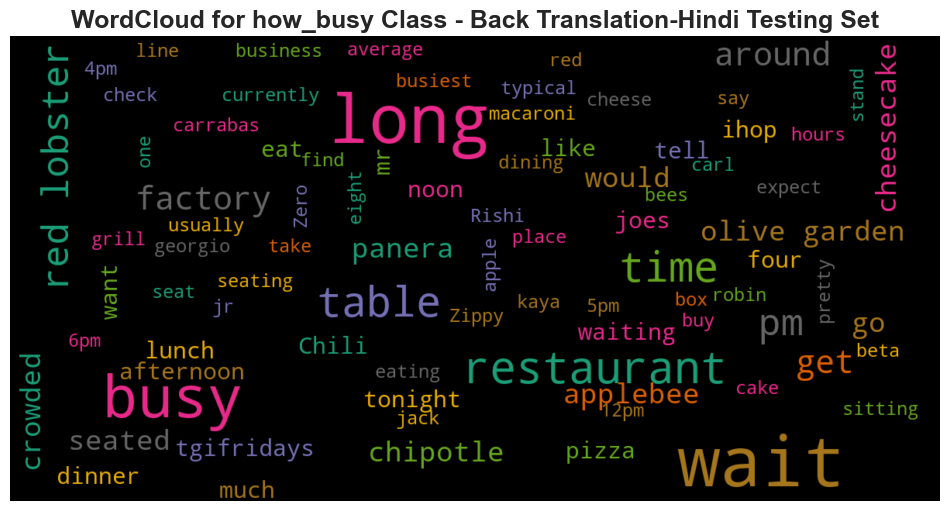 WordCloud for how_busy Class - Back Translation-Hindi Testing Set
line business average red around cheesecake
4pm check currently busiest typical macaroni cheese say stand
long
red lobster carrabas one eat find mr like tell ihop hours
dining carl would bees expect
factory Zero eight noon Rishi joes olive garden
usually grill georgio take panera apple place time four pretty
want seat seating jr table Zippy kaya 5pm box robin
waiting buy pm go
6pm lunch Chili restaurant get beta
crowded afternoon busy eating tonight jack applebee 12pm cake sitting
seated tgifridays chipotle pizza wait
dinner much